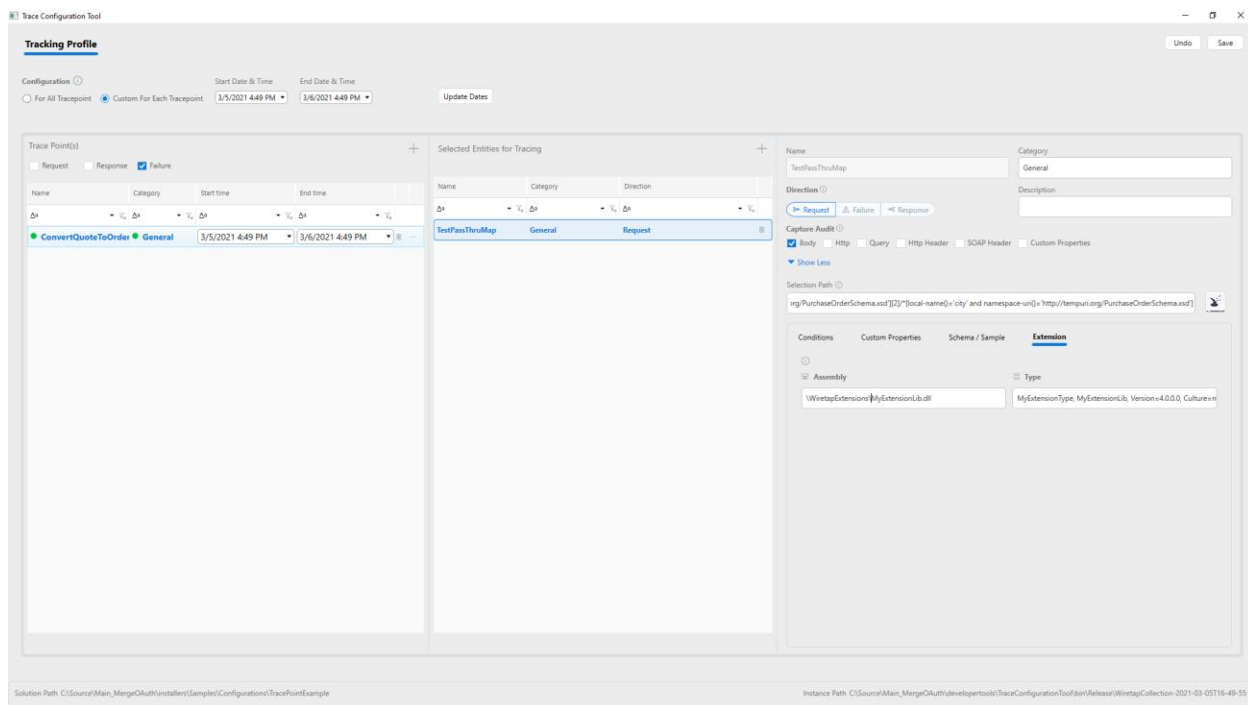 Trace Configuration Tool
Tracking Profile
Undo Save
Configuration
Start Date & Time End Date & Time
For All Tracepoint Custom For Each Tracepoint 3/5/2021 4:49 PM 3/6/2021 4:49 PM Update Dates
Trace Point(s)
Request Response Failure
Name Category Start time End time
ConvertQuoteToOrder General 3/5/2021 4:49 PM 3/6/2021 4:49 PM
Selected Entities for Tracing
Name Category Direction
TestPassThruMap General Request
Name Category
TestPassThruMap General
Direction Description
Request Failure Response
Capture Audit
Body Http Query Http Header SOAP Header Custom Properties
Show Less
Selection Path
org/PurchaseOrderSchema.xsd'][2]/*[local-name()='city' and namespace-uri()='http://tempuri.org/PurchaseOrderSchema.xsd']
Conditions Custom Properties Schema / Sample Extension
Assembly Type
\WiretapExtensions\MyExtensionLib.dll MyExtensionType, MyExtensionLib, Version=4.0.0.0, Culture=n
Solution Path C:\Source\Main_MergeOAuth\installers\Samples\Configurations\TracePointExample
Instance Path C:\Source\Main_MergeOAuth\developertools\TraceConfigurationTool\bin\Release\WiretapCollection-2021-03-05T16-49-55